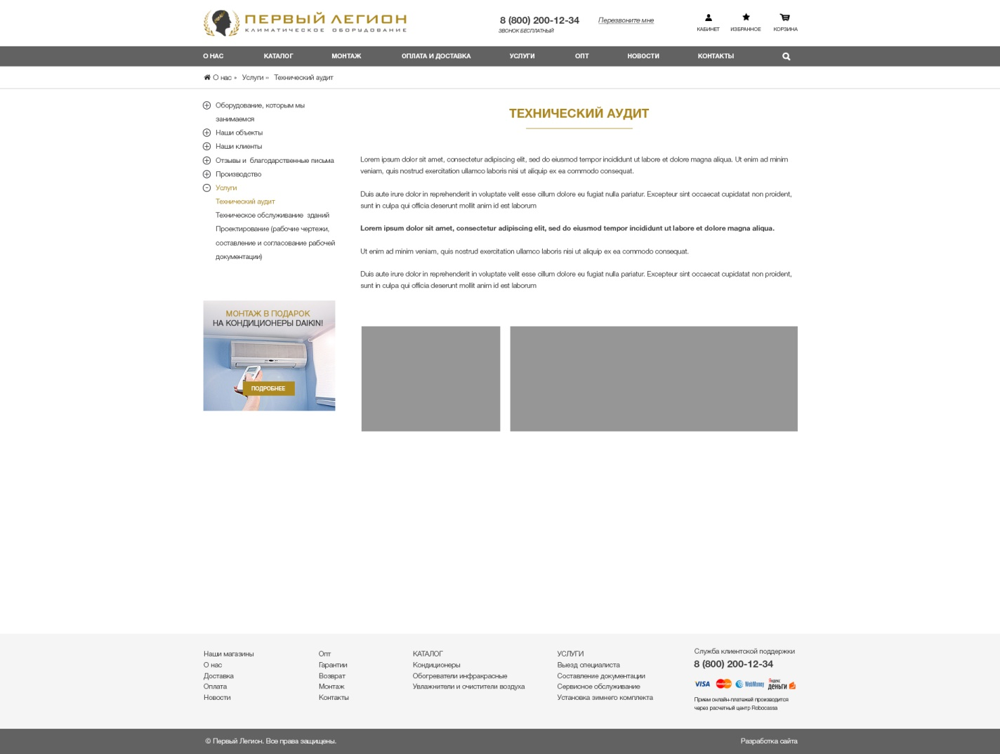 ПЕРВЫЙ ЛЕГИОН
КЛИМАТИЧЕСКОЕ ОБОРУДОВАНИЕ
8 (800) 200-12-34
ЗВОНОК БЕСПЛАТНЫЙ
Перезвоните мне
КАБИНЕТ
ИЗБРАННОЕ
КОРЗИНА
О НАС
КАТАЛОГ
МОНТАЖ
ОПЛАТА И ДОСТАВКА
УСЛУГИ
ОПТ
НОВОСТИ
КОНТАКТЫ
О нас » Услуги » Технический аудит
Оборудование, которым мы
занимаемся
Наши объекты
Наши клиенты
Отзывы и благодарственные письма
Производство
Услуги
Технический аудит
Техническое обслуживание зданий
Проектирование (рабочие чертежи,
составление и согласование рабочей
документации)
МОНТАЖ В ПОДАРОК
НА КОНДИЦИОНЕРЫ DAIKIN!
ПОДРОБНЕЕ
ТЕХНИЧЕСКИЙ АУДИТ
Lorem ipsum dolor sit amet, consectetur adipiscing elit, sed do eiusmod tempor incididunt ut labore et dolore magna aliqua. Ut enim ad minim
veniam, quis nostrud exercitation ullamco laboris nisi ut aliquip ex ea commodo consequat.
Duis aute irure dolor in reprehenderit in voluptate velit esse cillum dolore eu fugiat nulla pariatur. Excepteur sint occaecat cupidatat non proident,
sunt in culpa qui officia deserunt mollit anim id est laborum
Lorem ipsum dolor sit amet, consectetur adipiscing elit, sed do eiusmod tempor incididunt ut labore et dolore magna aliqua.
Ut enim ad minim veniam, quis nostrud exercitation ullamco laboris nisi ut aliquip ex ea commodo consequat.
Duis aute irure dolor in reprehenderit in voluptate velit esse cillum dolore eu fugiat nulla pariatur. Excepteur sint occaecat cupidatat non proident,
sunt in culpa qui officia deserunt mollit anim id est laborum
Наши магазины
О нас
Доставка
Оплата
Новости
Опт
Гарантии
Возврат
Монтаж
Контакты
КАТАЛОГ
Кондиционеры
Обогреватели инфракрасные
Увлажнители и очистители воздуха
УСЛУГИ
Выезд специалиста
Составление документации
Сервисное обслуживание
Установка зимнего комплекта
Служба клиентской поддержки
8 (800) 200-12-34
VISA MasterCard WebMoney Яндекс деньги
Прием онлайн-платежей производится
через расчетный центр Robocassa
© Первый Легион. Все права защищены.
Разработка сайта